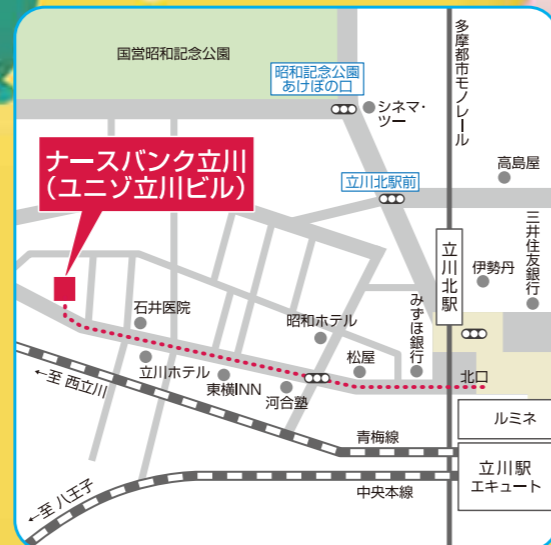 国営昭和記念公園
昭和記念公園
あけぼの口
シネマ・
ツー
多摩都市モノレール
高島屋
ナースバンク立川
(ユニゾ立川ビル)
立川北駅前
立川北駅
伊勢丹
三井住友銀行
みずほ銀行
石井医院
昭和ホテル
松屋
立川ホテル
東横INN
河合塾
北口
←至 西立川
ルミネ
青梅線
立川駅
エキュート
中央本線
←至 八王子